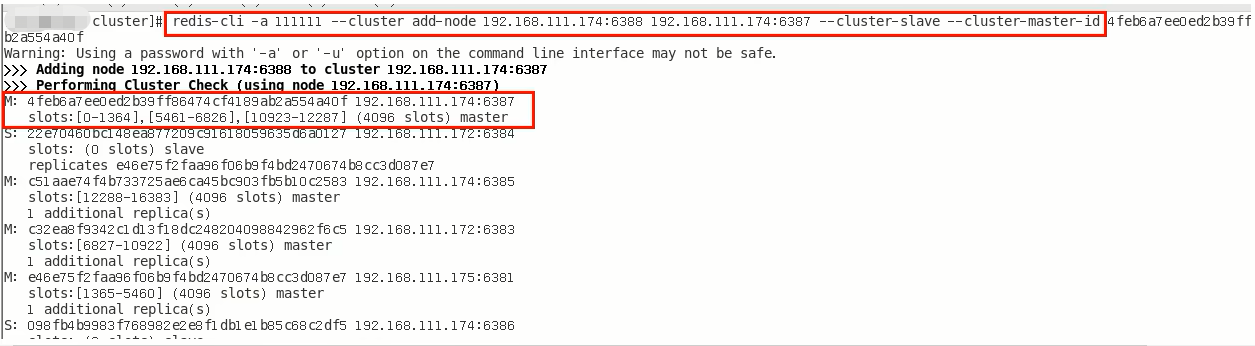 cluster]# redis-cli -a 111111 --cluster add-node 192.168.111.174:6388 192.168.111.174:6387 --cluster-slave --cluster-master-id 4feb6a7ee0ed2b39ff
b2a554a40f
Warning: Using a password with '-a' or '-u' option on the command line interface may not be safe.
>>> Adding node 192.168.111.174:6388 to cluster 192.168.111.174:6387
>>> Performing Cluster Check (using node 192.168.111.174:6387)
M: 4feb6a7ee0ed2b39ff86474cf4189ab2a554a40f 192.168.111.174:6387
slots:[0-1364],[5461-6826],[10923-12287] (4096 slots) master
S: 22e70460bc148ea877209c91618059635d6a0127 192.168.111.172:6384
slots: (0 slots) slave
replicates e46e75f2faa96f06b9f4bd2470674b8cc3d087e7
M: c51aae74f4b733725ae6ca45bc903fb5b10c2583 192.168.111.174:6385
slots:[12288-16383] (4096 slots) master
1 additional replica(s)
M: c32ea8f9342c1d13f18dc248204098842962f6c5 192.168.111.172:6383
slots:[6827-10922] (4096 slots) master
1 additional replica(s)
M: e46e75f2faa96f06b9f4bd2470674b8cc3d087e7 192.168.111.175:6381
slots:[1365-5460] (4096 slots) master
1 additional replica(s)
S: 098fb4b9983f768982e2e8f1db1e1b85c68c2df5 192.168.111.174:6386